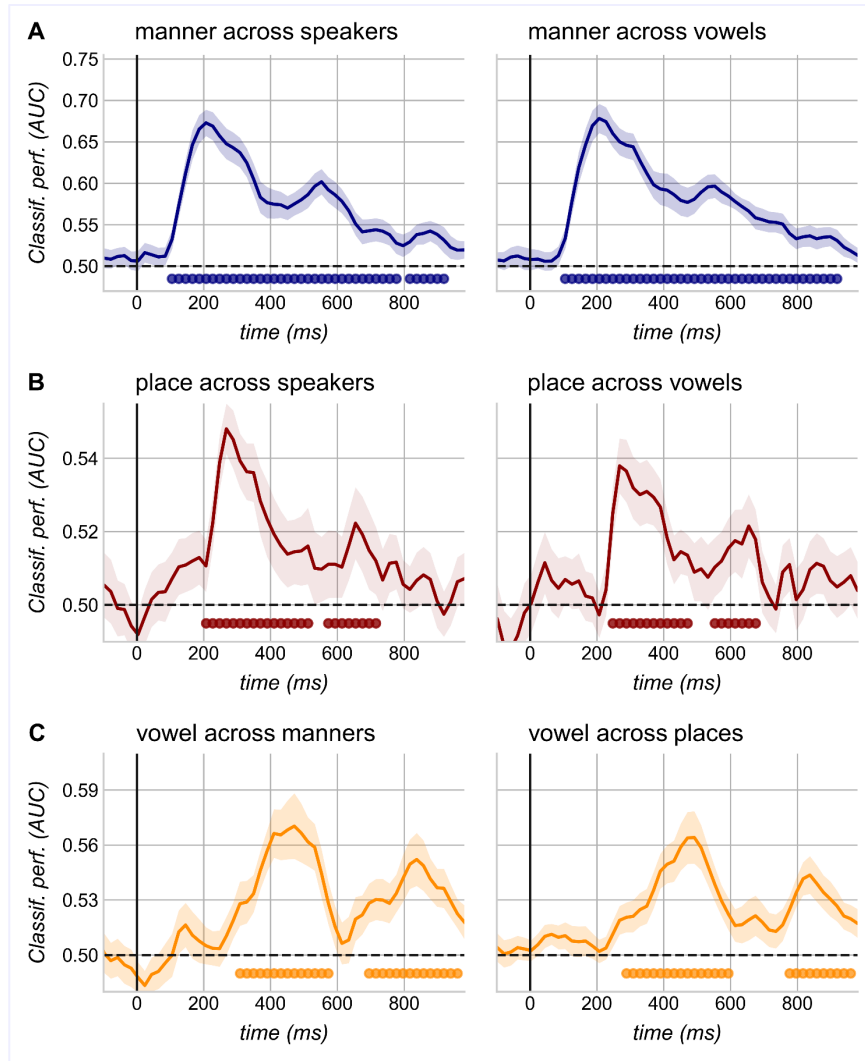 A
manner across speakers
manner across vowels
Classif. perf. (AUC)
0.75
0.70
0.65
0.60
0.55
0.50
0 200 400 600 800
0 200 400 600 800
time (ms)
time (ms)
B
place across speakers
place across vowels
Classif. perf. (AUC)
0.54
0.52
0.50
0 200 400 600 800
0 200 400 600 800
time (ms)
time (ms)
C
vowel across manners
vowel across places
Classif. perf. (AUC)
0.59
0.56
0.53
0.50
0 200 400 600 800
0 200 400 600 800
time (ms)
time (ms)